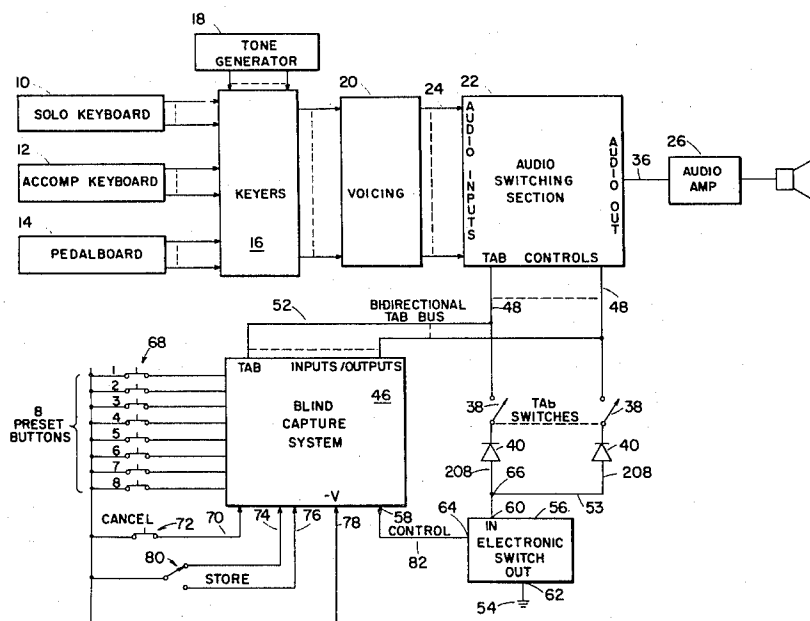 18
TONE
GENERATOR
10
SOLO KEYBOARD
12
ACCOMP KEYBOARD
14
PEDALBOARD
KEYERS
16
20
VOICING
24
22
AUDIO INPUTS
AUDIO
SWITCHING
SECTION
AUDIO OUT
TAB CONTROLS
36
26
AUDIO
AMP
52
BIDIRECTIONAL
TAB BUS
48
48
68
8
PRESET
BUTTONS
1
2
3
4
5
6
7
8
TAB INPUTS/OUTPUTS
46
BLIND
CAPTURE
SYSTEM
-V
38
TAb
SWITCHES
38
40
40
208
208
66
53
CANCEL
72
70
74
76
78
58
CONTROL
82
64
60
56
IN
ELECTRONIC
SWITCH
OUT
80
STORE
54
62